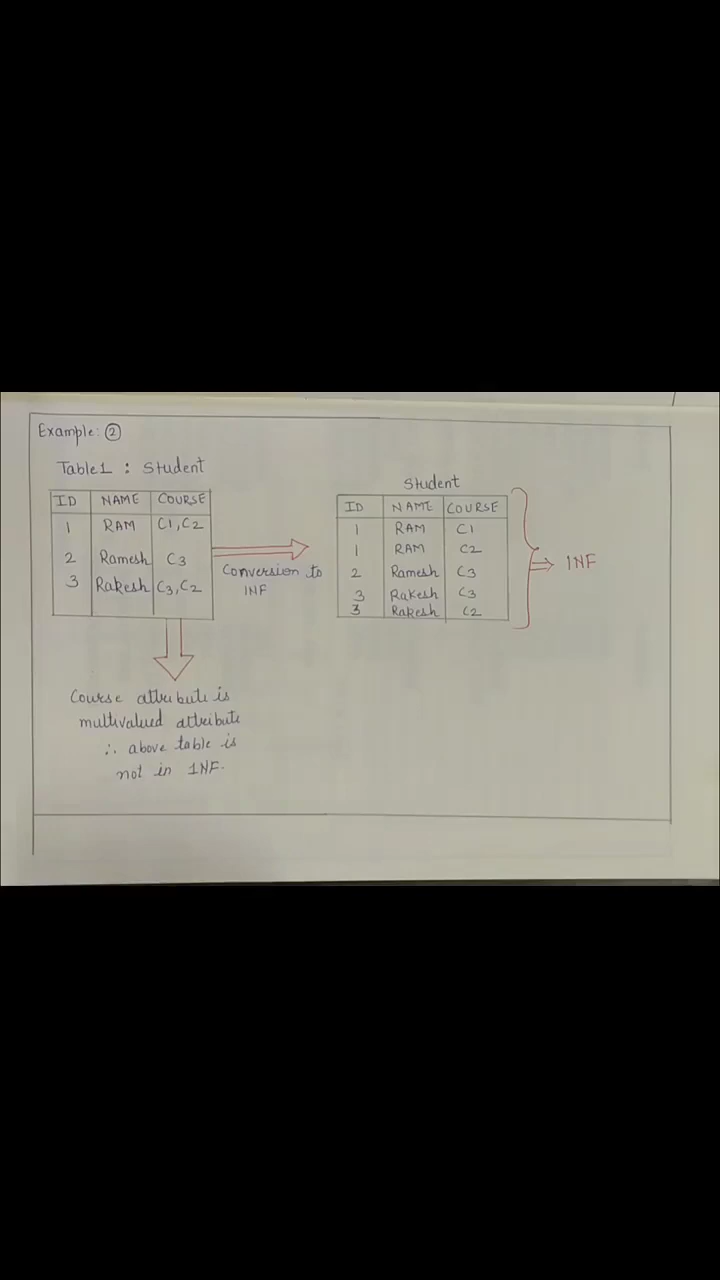 Example: ②
Table1 : Student
ID NAME COURSE
1 RAM C1,C2
2 Ramesh C3
3 Rakesh C3,C2
Conversion to
1NF
Student
ID NAME COURSE
1 RAM C1
1 RAM C2
2 Ramesh C3
3 Rakesh C3
3 Rakesh C2
1NF
Course attribute is
multivalued attribute
∴ above table is
not in 1NF.